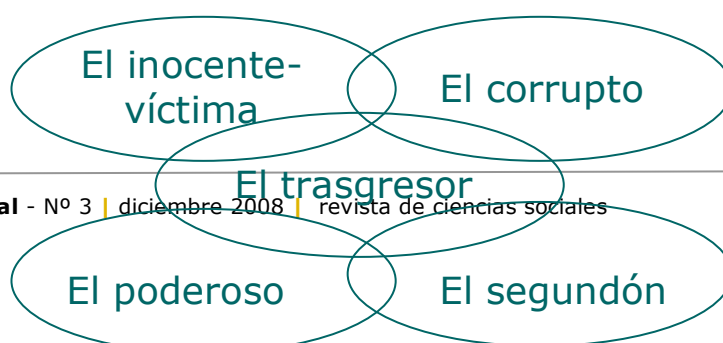 El inocente-
víctima
El corrupto
El trasgresor
al - Nº 3 | diciembre 2008 | revista de ciencias sociales
El poderoso
El segundón